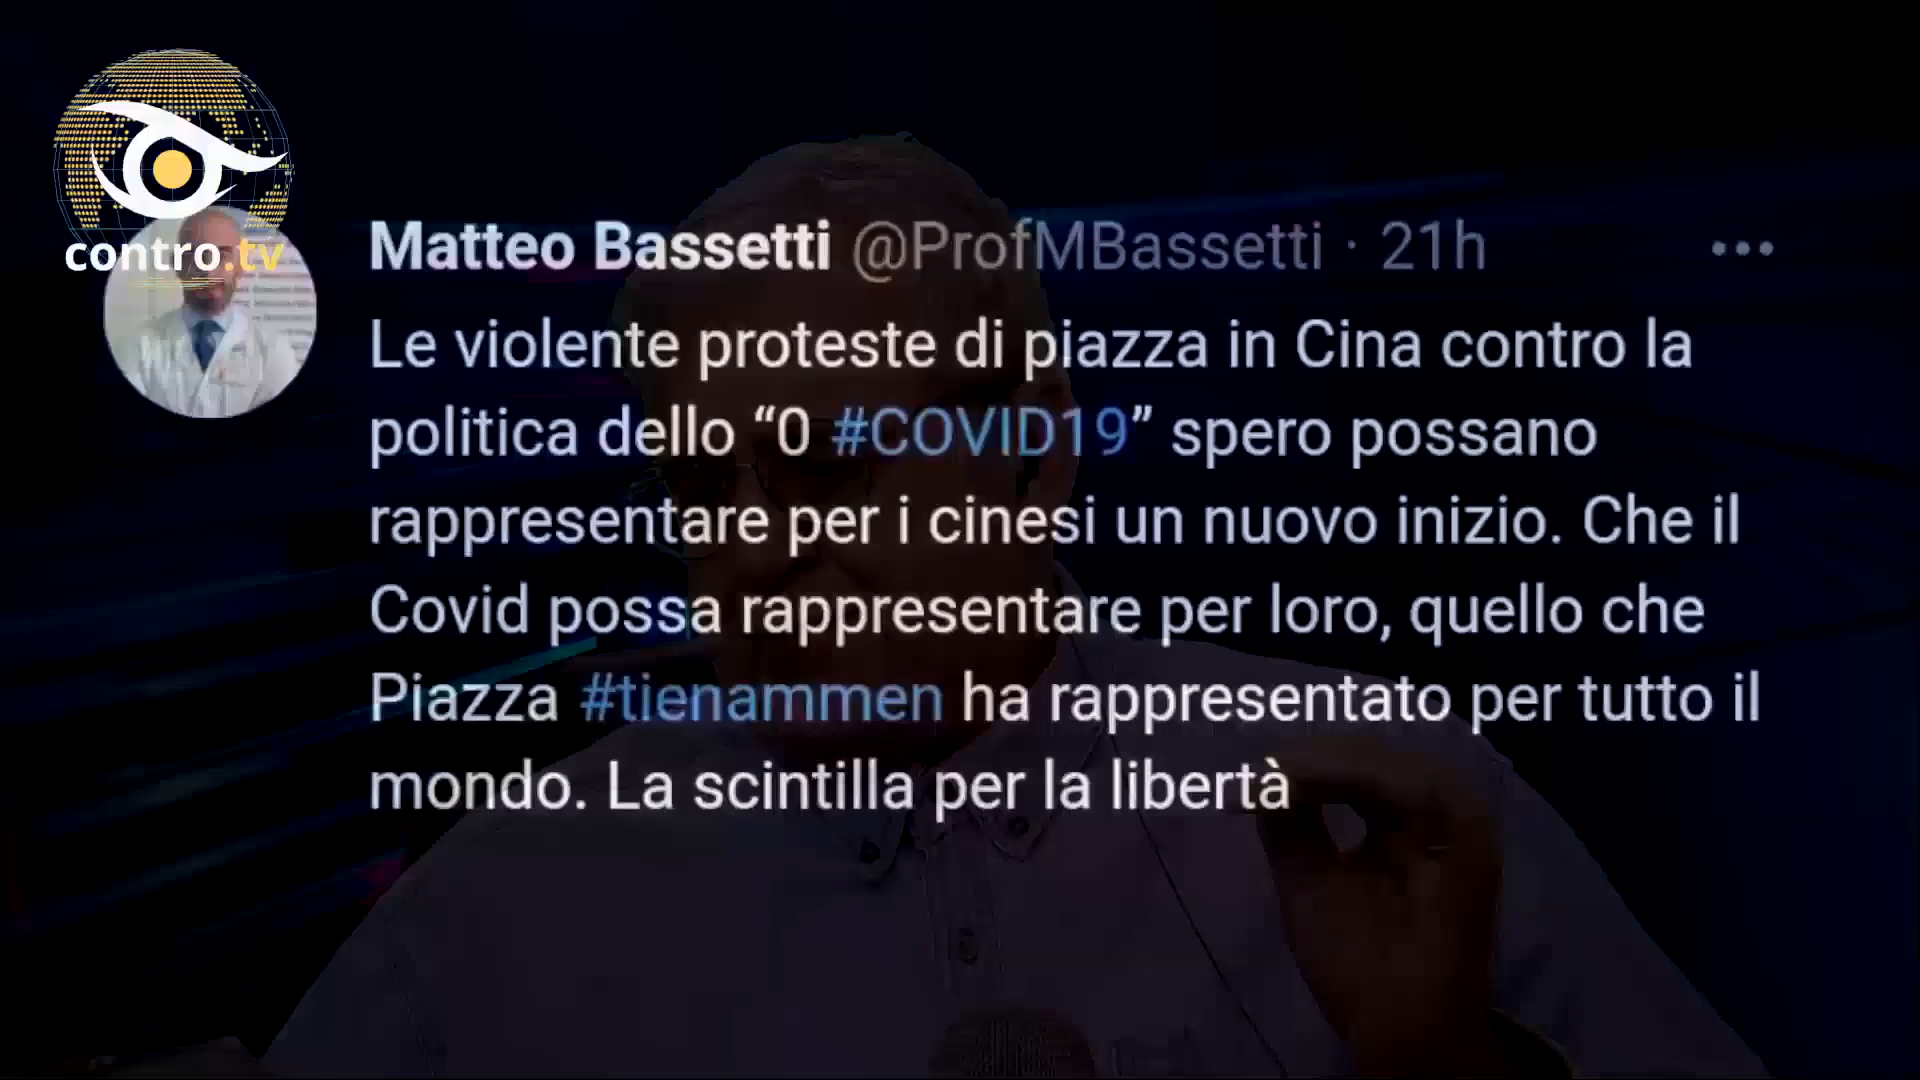 contro.tv
Matteo Bassetti @ProfMBassetti · 21h
Le violente proteste di piazza in Cina contro la
politica dello “0 #COVID19” spero possano
rappresentare per i cinesi un nuovo inizio. Che il
Covid possa rappresentare per loro, quello che
Piazza #tienammen ha rappresentato per tutto il
mondo. La scintilla per la libertà